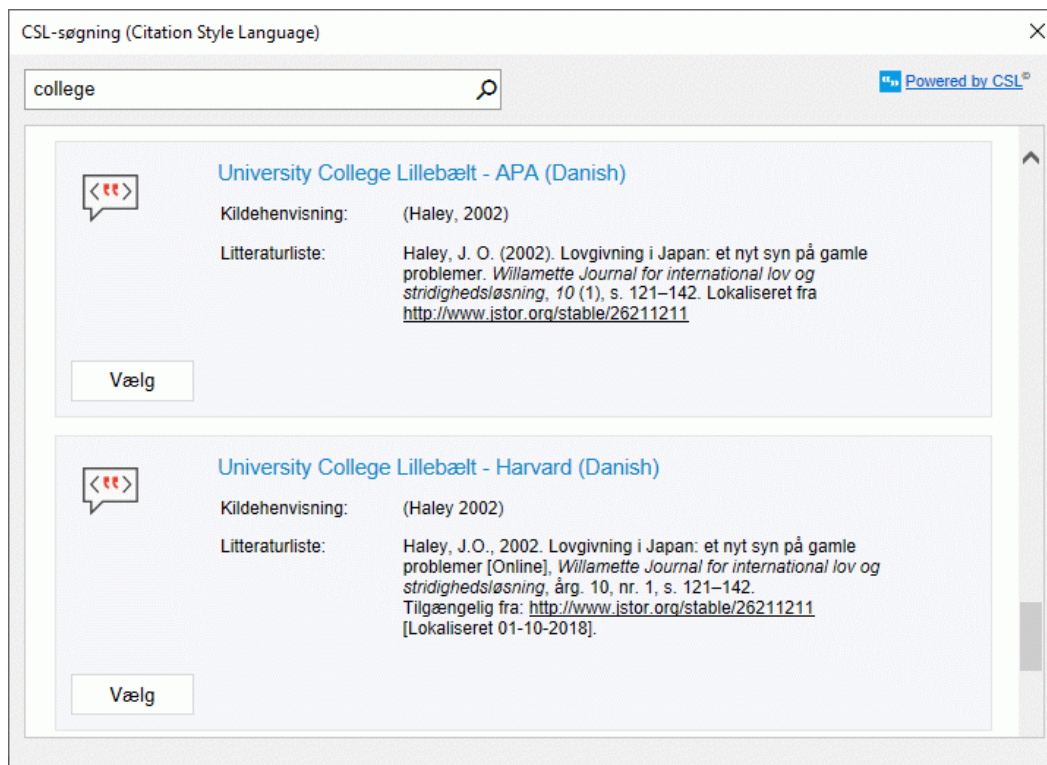 CSL-søgning (Citation Style Language)
college
Powered by CSL©
University College Lillebælt - APA (Danish)
Kildehenvisning: (Haley, 2002)
Litteraturliste: Haley, J. O. (2002). Lovgivning i Japan: et nyt syn på gamle
problemer. Willamette Journal for international lov og
stridighedsløsning, 10 (1), s. 121–142. Lokaliseret fra
http://www.jstor.org/stable/26211211
Vælg
University College Lillebælt - Harvard (Danish)
Kildehenvisning: (Haley 2002)
Litteraturliste: Haley, J.O., 2002. Lovgivning i Japan: et nyt syn på gamle
problemer [Online], Willamette Journal for international lov og
stridighedsløsning, årg. 10, nr. 1, s. 121–142.
Tilgængelig fra: http://www.jstor.org/stable/26211211
[Lokaliseret 01-10-2018].
Vælg